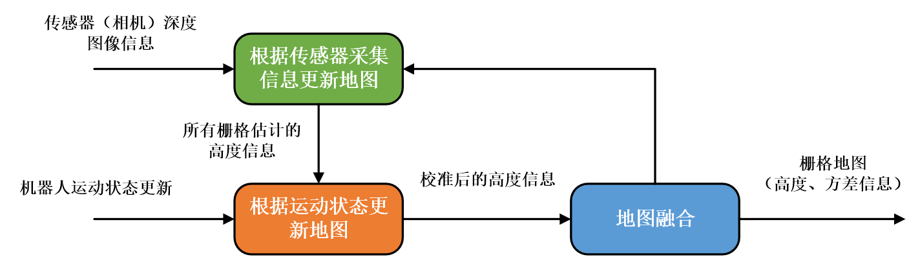 传感器（相机）深度
图像信息
根据传感器采集
信息更新地图
所有栅格估计的
高度信息
机器人运动状态更新
根据运动状态更
新地图
校准后的高度信息
地图融合
栅格地图
（高度、方差信息）